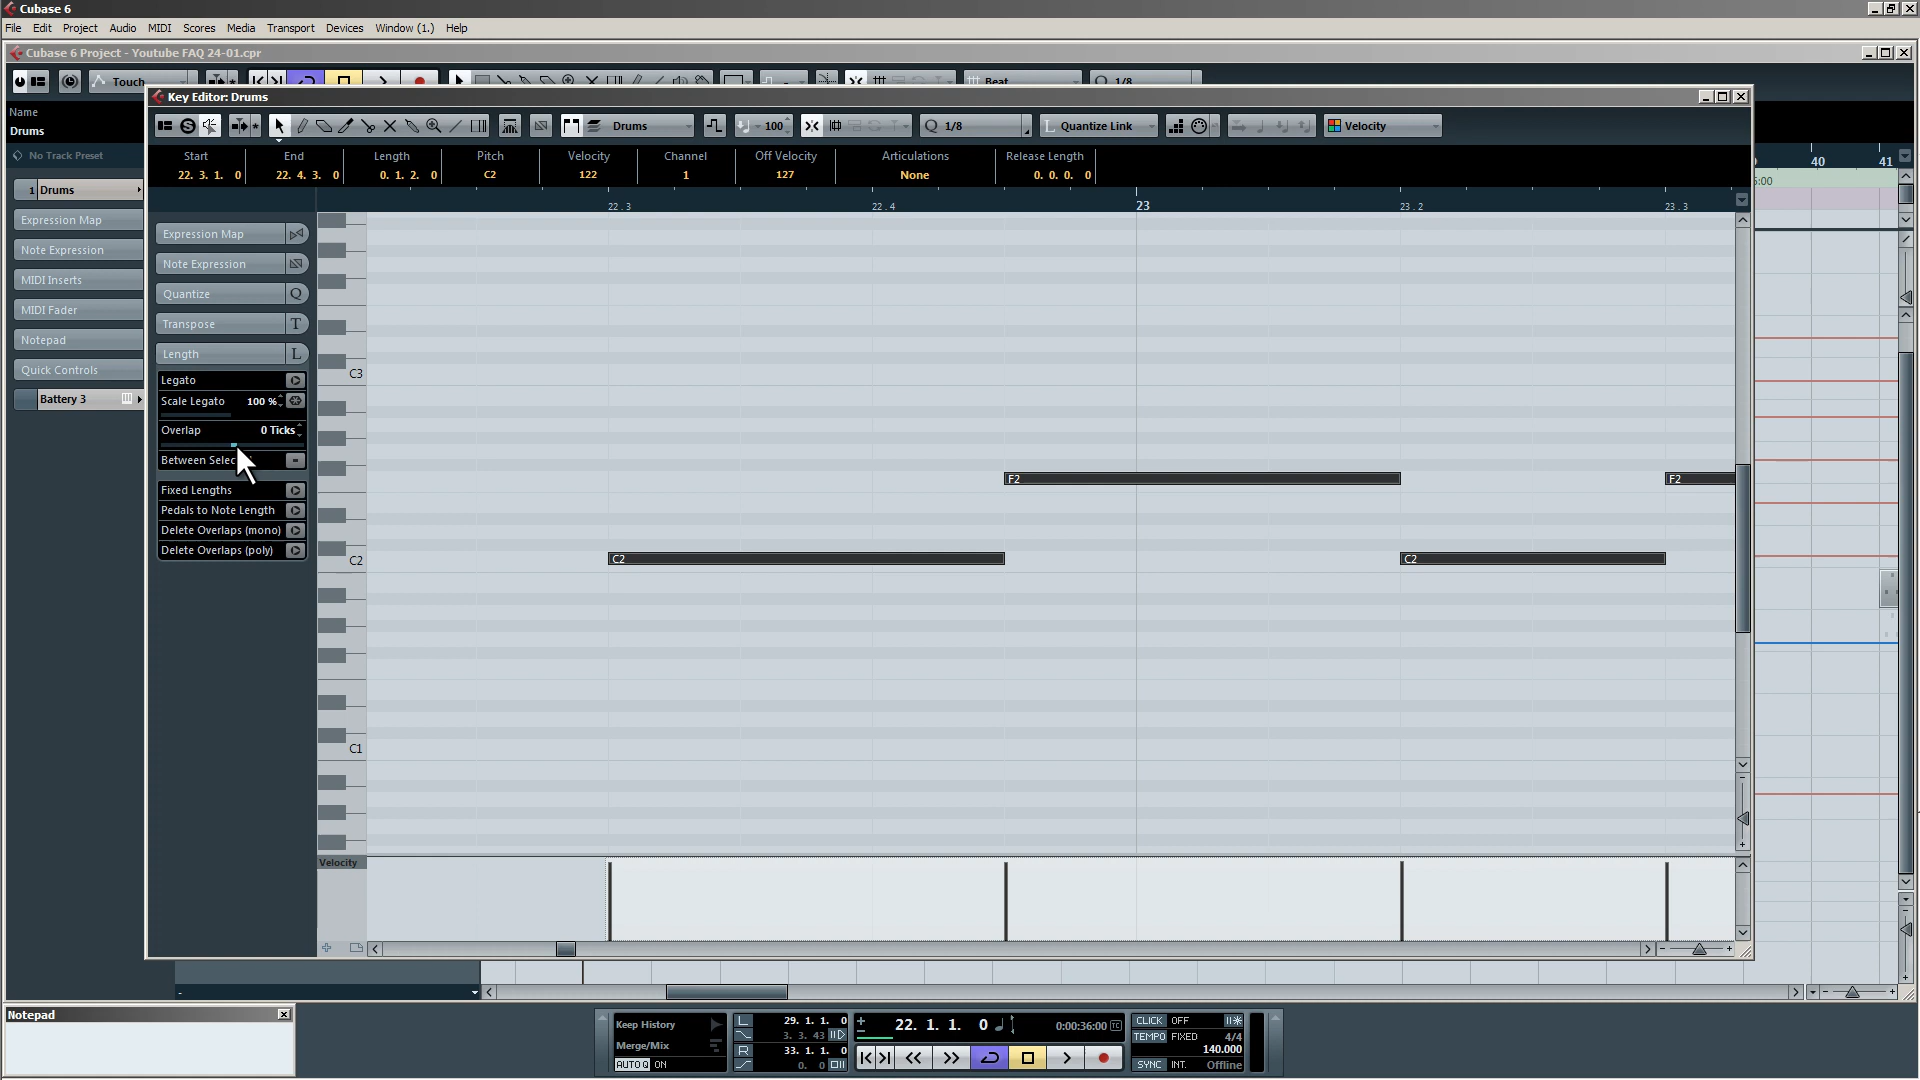 Cubase 6
File Edit Project Audio MIDI Scores Media Transport Devices Window (1.) Help
Cubase 6 Project - Youtube FAQ 24-01.cpr
Touch Beat 1/8
Key Editor: Drums
Drums 100 1/8 Quantize Link Velocity
Name
Drums
No Track Preset
1 Drums
Expression Map
Note Expression
MIDI Inserts
MIDI Fader
Notepad
Quick Controls
Battery 3
Start End Length Pitch Velocity Channel Off Velocity Articulations Release Length
22. 3. 1. 0 22. 4. 3. 0 0. 1. 2. 0 C2 122 1 127 None 0. 0. 0. 0
22.3 22.4 23 23.2 23.3
40 41
Expression Map
Note Expression
Quantize Q
Transpose T
Length L
Legato
Scale Legato 100 %
Overlap 0 Ticks
Between Selec
Fixed Lengths
Pedals to Note Length
Delete Overlaps (mono)
Delete Overlaps (poly)
C3
C2
C1
F2 F2
C2 C2
Velocity
Notepad
Keep History
Merge/Mix
AUTO Q ON
L 29. 1. 1. 0
3. 3. 43
R 33. 1. 1. 0
0. 0
22. 1. 1. 0 0:00:36:00 TC
CLICK OFF
TEMPO FIXED 4/4
140.000
SYNC INT. Offline